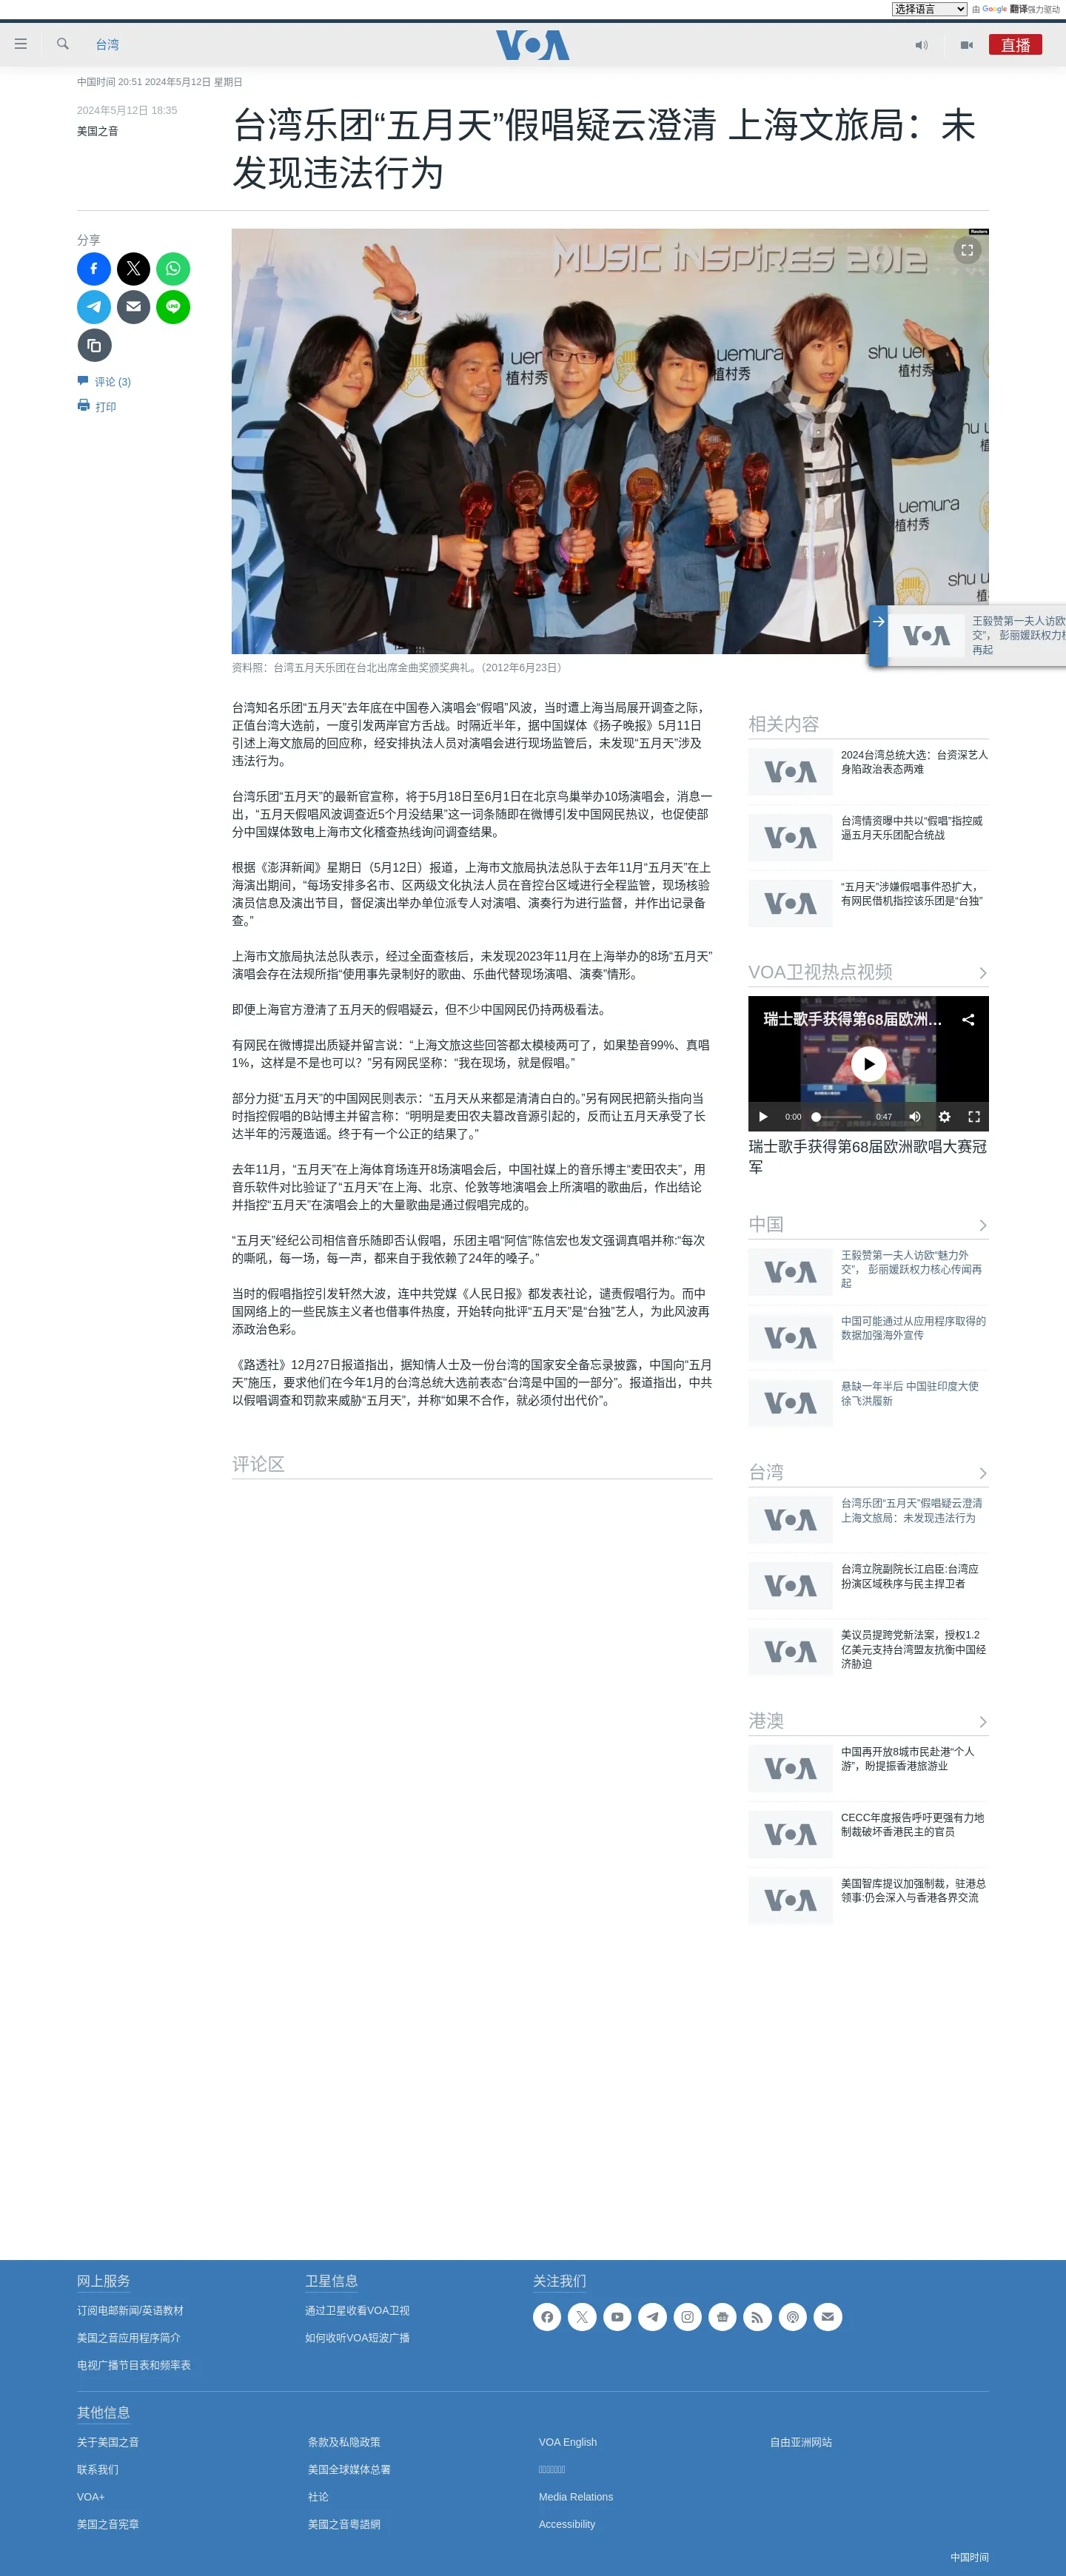 选择语言 由 Google 翻译强力驱动
台湾
VOA
直播
中国时间 20:51 2024年5月12日 星期日
2024年5月12日 18:35
美国之音
台湾乐团“五月天”假唱疑云澄清 上海文旅局：未
发现违法行为
分享
评论 (3)
打印
Reuters
MUSIC INSPIRES 2012
shu uemura
植村秀
资料照：台湾五月天乐团在台北出席金曲奖颁奖典礼。（2012年6月23日）
王毅赞第一夫人访欧
交”， 彭丽媛跃权力核
再起
台湾知名乐团“五月天”去年底在中国卷入演唱会“假唱”风波，当时遭上海当局展开调查之际，
正值台湾大选前，一度引发两岸官方舌战。时隔近半年，据中国媒体《扬子晚报》5月11日
引述上海文旅局的回应称，经安排执法人员对演唱会进行现场监管后，未发现“五月天”涉及
违法行为。
台湾乐团“五月天”的最新官宣称，将于5月18日至6月1日在北京鸟巢举办10场演唱会，消息一
出，“五月天假唱风波调查近5个月没结果”这一词条随即在微博引发中国网民热议，也促使部
分中国媒体致电上海市文化稽查热线询问调查结果。
根据《澎湃新闻》星期日（5月12日）报道，上海市文旅局执法总队于去年11月“五月天”在上
海演出期间，“每场安排多名市、区两级文化执法人员在音控台区域进行全程监管，现场核验
演员信息及演出节目，督促演出举办单位派专人对演唱、演奏行为进行监督，并作出记录备
查。”
上海市文旅局执法总队表示，经过全面查核后，未发现2023年11月在上海举办的8场“五月天”
演唱会存在法规所指“使用事先录制好的歌曲、乐曲代替现场演唱、演奏”情形。
即便上海官方澄清了五月天的假唱疑云，但不少中国网民仍持两极看法。
有网民在微博提出质疑并留言说：“上海文旅这些回答都太模棱两可了，如果垫音99%、真唱
1%，这样是不是也可以？”另有网民坚称：“我在现场，就是假唱。”
部分力挺“五月天”的中国网民则表示：“五月天从来都是清清白白的。”另有网民把箭头指向当
时指控假唱的B站博主并留言称：“明明是麦田农夫篡改音源引起的，反而让五月天承受了长
达半年的污蔑造谣。终于有一个公正的结果了。”
去年11月，“五月天”在上海体育场连开8场演唱会后，中国社媒上的音乐博主“麦田农夫”，用
音乐软件对比验证了“五月天”在上海、北京、伦敦等地演唱会上所演唱的歌曲后，作出结论
并指控“五月天”在演唱会上的大量歌曲是通过假唱完成的。
“五月天”经纪公司相信音乐随即否认假唱，乐团主唱“阿信”陈信宏也发文强调真唱并称:“每次
的嘶吼，每一场，每一声，都来自于我依赖了24年的嗓子。”
当时的假唱指控引发轩然大波，连中共党媒《人民日报》都发表社论，谴责假唱行为。而中
国网络上的一些民族主义者也借事件热度，开始转向批评“五月天”是“台独”艺人，为此风波再
添政治色彩。
《路透社》12月27日报道指出，据知情人士及一份台湾的国家安全备忘录披露，中国向“五月
天”施压，要求他们在今年1月的台湾总统大选前表态“台湾是中国的一部分”。报道指出，中共
以假唱调查和罚款来威胁“五月天”，并称“如果不合作，就必须付出代价”。
评论区
相关内容
2024台湾总统大选：台资深艺人
身陷政治表态两难
台湾情资曝中共以“假唱”指控威
逼五月天乐团配合统战
“五月天”涉嫌假唱事件恐扩大，
有网民借机指控该乐团是“台独”
VOA卫视热点视频
瑞士歌手获得第68届欧洲…
0:00 0:47
瑞士歌手获得第68届欧洲歌唱大赛冠
军
中国
王毅赞第一夫人访欧“魅力外
交”， 彭丽媛跃权力核心传闻再
起
中国可能通过从应用程序取得的
数据加强海外宣传
悬缺一年半后 中国驻印度大使
徐飞洪履新
台湾
台湾乐团“五月天”假唱疑云澄清
上海文旅局：未发现违法行为
台湾立院副院长江启臣:台湾应
扮演区域秩序与民主捍卫者
美议员提跨党新法案，授权1.2
亿美元支持台湾盟友抗衡中国经
济胁迫
港澳
中国再开放8城市民赴港“个人
游”，盼提振香港旅游业
CECC年度报告呼吁更强有力地
制裁破坏香港民主的官员
美国智库提议加强制裁，驻港总
领事:仍会深入与香港各界交流
网上服务
订阅电邮新闻/英语教材
美国之音应用程序简介
电视广播节目表和频率表
卫星信息
通过卫星收看VOA卫视
如何收听VOA短波广播
关注我们
其他信息
关于美国之音
联系我们
VOA+
美国之音宪章
条款及私隐政策
美国全球媒体总署
社论
美國之音粵語網
VOA English
Media Relations
Accessibility
自由亚洲网站
中国时间